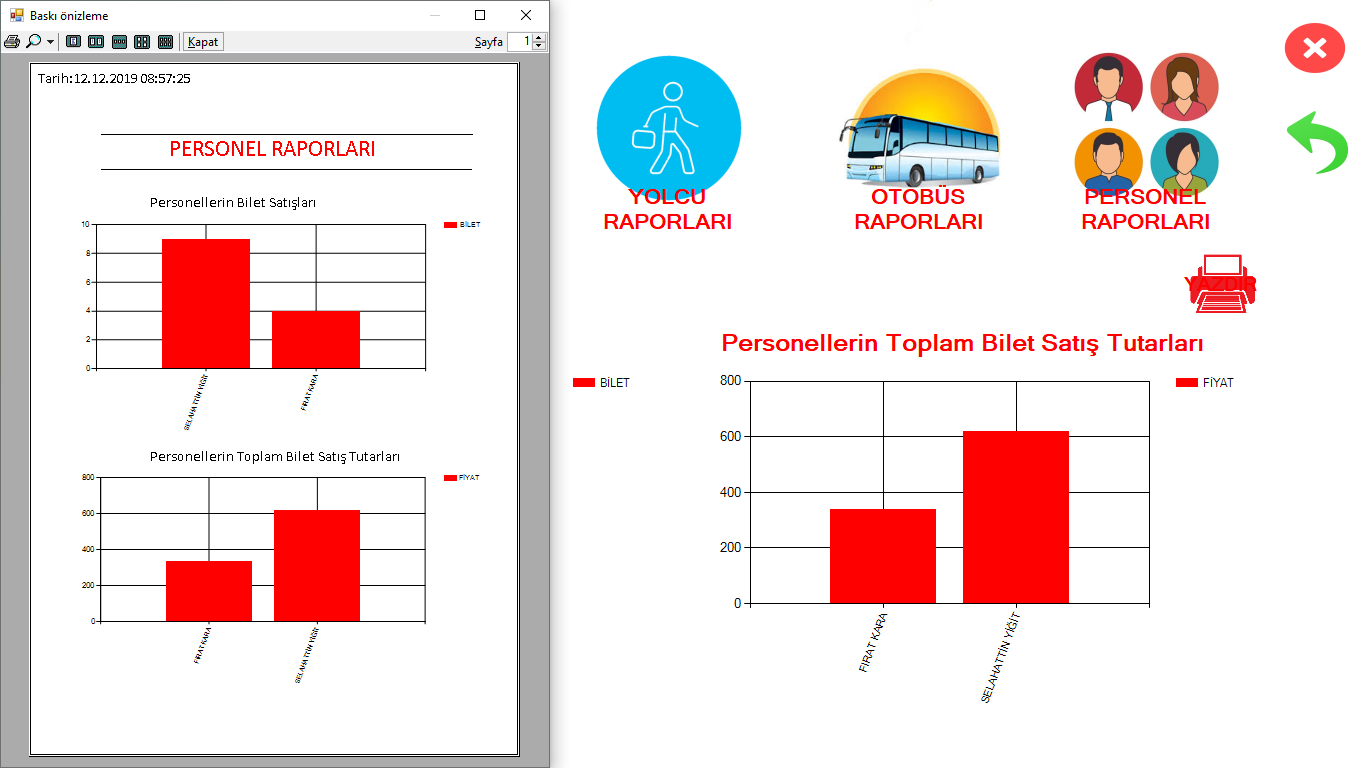 Baskı önizleme
Kapat
Sayfa
1
Tarih:12.12.2019 08:57:25
PERSONEL RAPORLARI
Personellerin Bilet Satışları
BİLET
10
8
6
4
2
0
SELAHATTİN YİĞİT
FIRAT KARA
Personellerin Toplam Bilet Satış Tutarları
FİYAT
800
600
400
200
0
FIRAT KARA
SELAHATTİN YİĞİT
YOLCU
RAPORLARI
OTOBÜS
RAPORLARI
PERSONEL
RAPORLARI
YAZDIR
Personellerin Toplam Bilet Satış Tutarları
BİLET
FİYAT
800
600
400
200
0
FIRAT KARA
SELAHATTİN YİĞİT